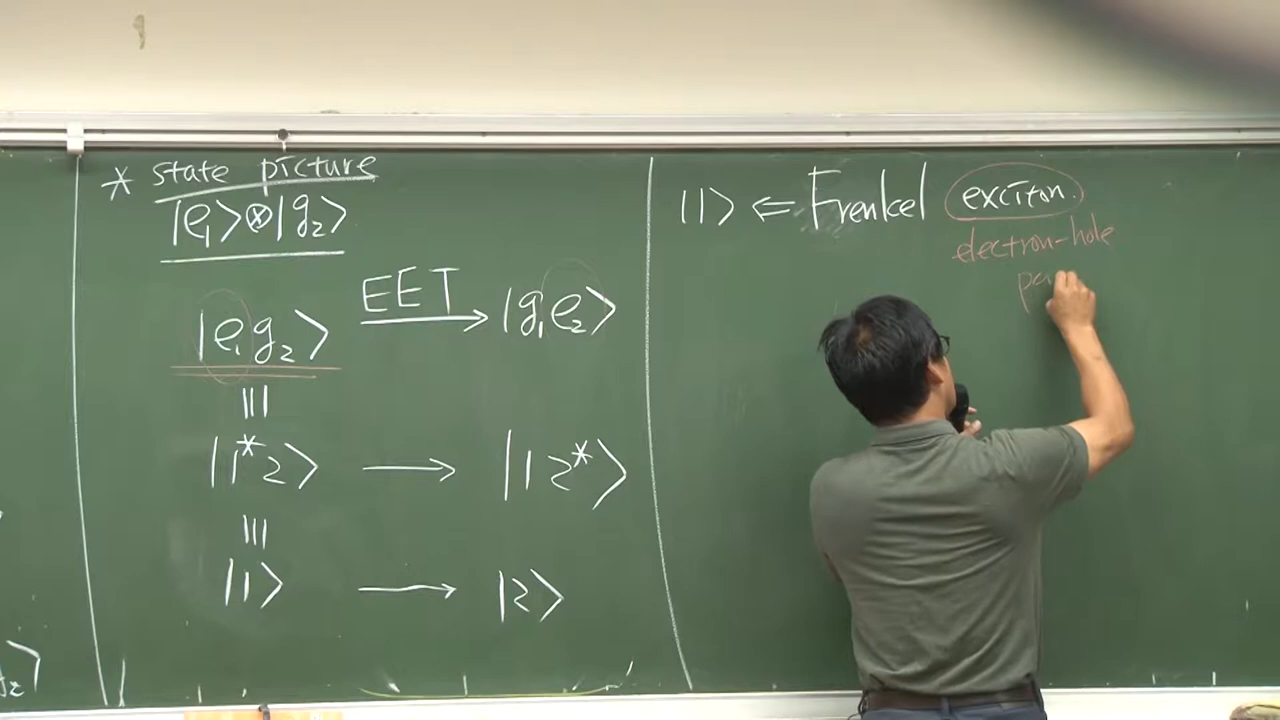 * state picture
|e₁>⊗|g₂>
|e₁g₂> EET → |g₁e₂>
≡
|1*2> → |12*>
≡
|1> → |2>
|1> ⇐ Frenkel exciton.
electron-hole